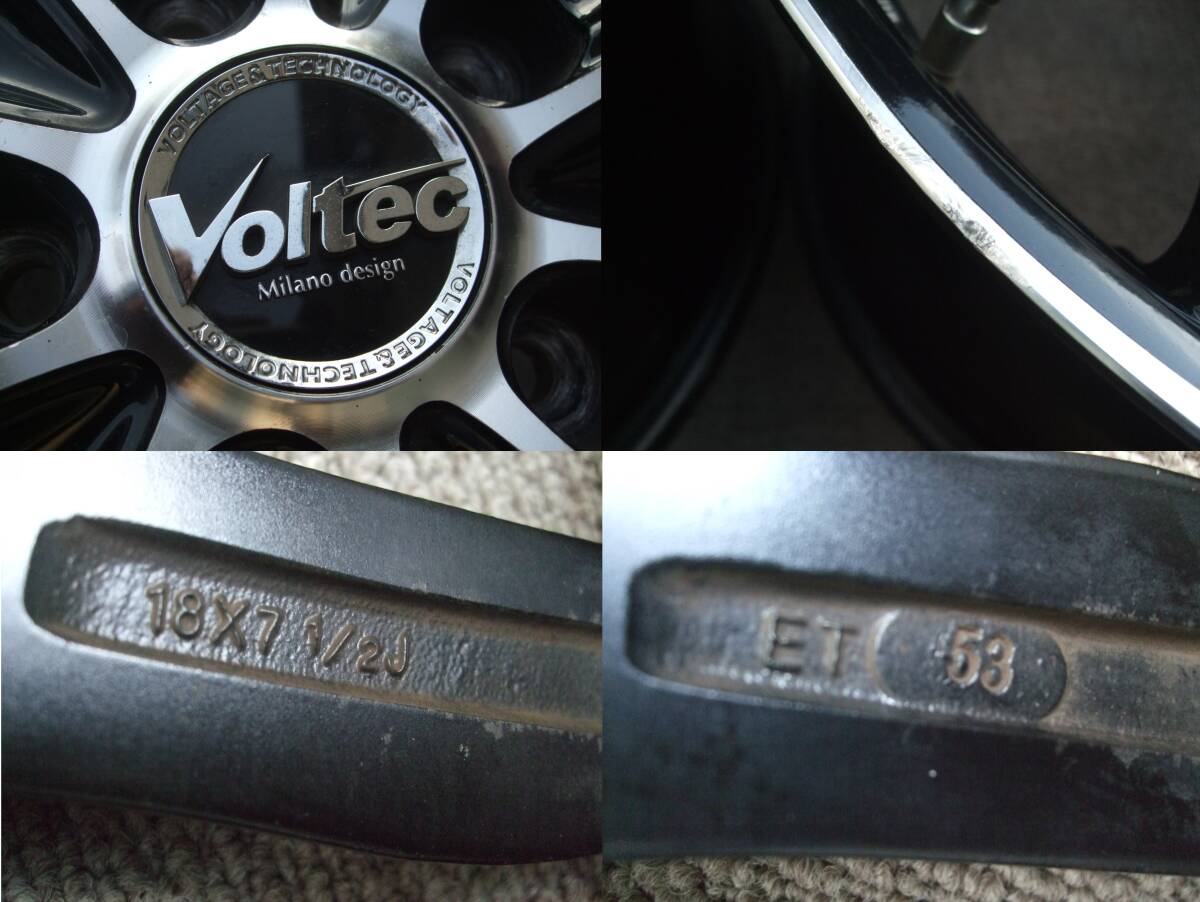 VOLTAGE&TECHNOLOGY
Voltec
Milano design
VOLTAGE&TECHNOLOGY
18X7 1/2J
ET 53